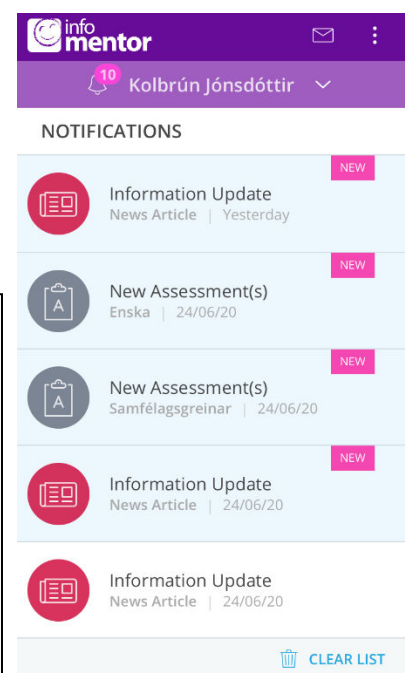 info
mentor
10
Kolbrún Jónsdóttir
NOTIFICATIONS
NEW
Information Update
News Article | Yesterday
NEW
New Assessment(s)
A
Enska | 24/06/20
NEW
New Assessment(s)
A
Samfélagsgreinar | 24/06/20
NEW
Information Update
News Article | 24/06/20
Information Update
News Article | 24/06/20
CLEAR LIST